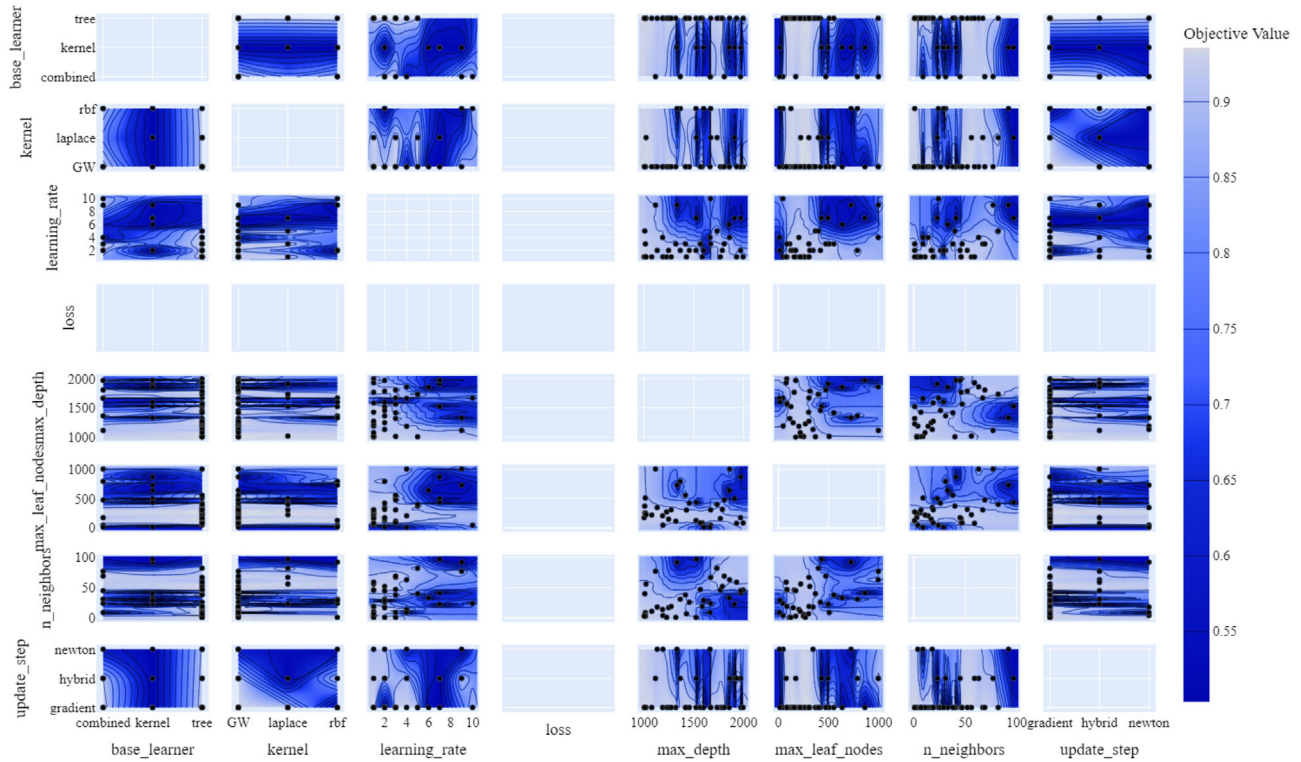 Objective Value
0.9
0.85
0.8
0.75
0.7
0.65
0.6
0.55
base_learner
tree
kernel
combined
kernel
rbf
laplace
GW
learning_rate
10
8
6
4
2
loss
max_depth
2000
1500
1000
max_leaf_nodes
1000
500
0
n_neighbors
100
50
0
update_step
newton
hybrid
gradient
combined kernel tree
GW laplace rbf
2 4 6 8 10
1000 1500 2000
0 500 1000
0 50 100
gradient hybrid newton
base_learner kernel learning_rate loss max_depth max_leaf_nodes n_neighbors update_step